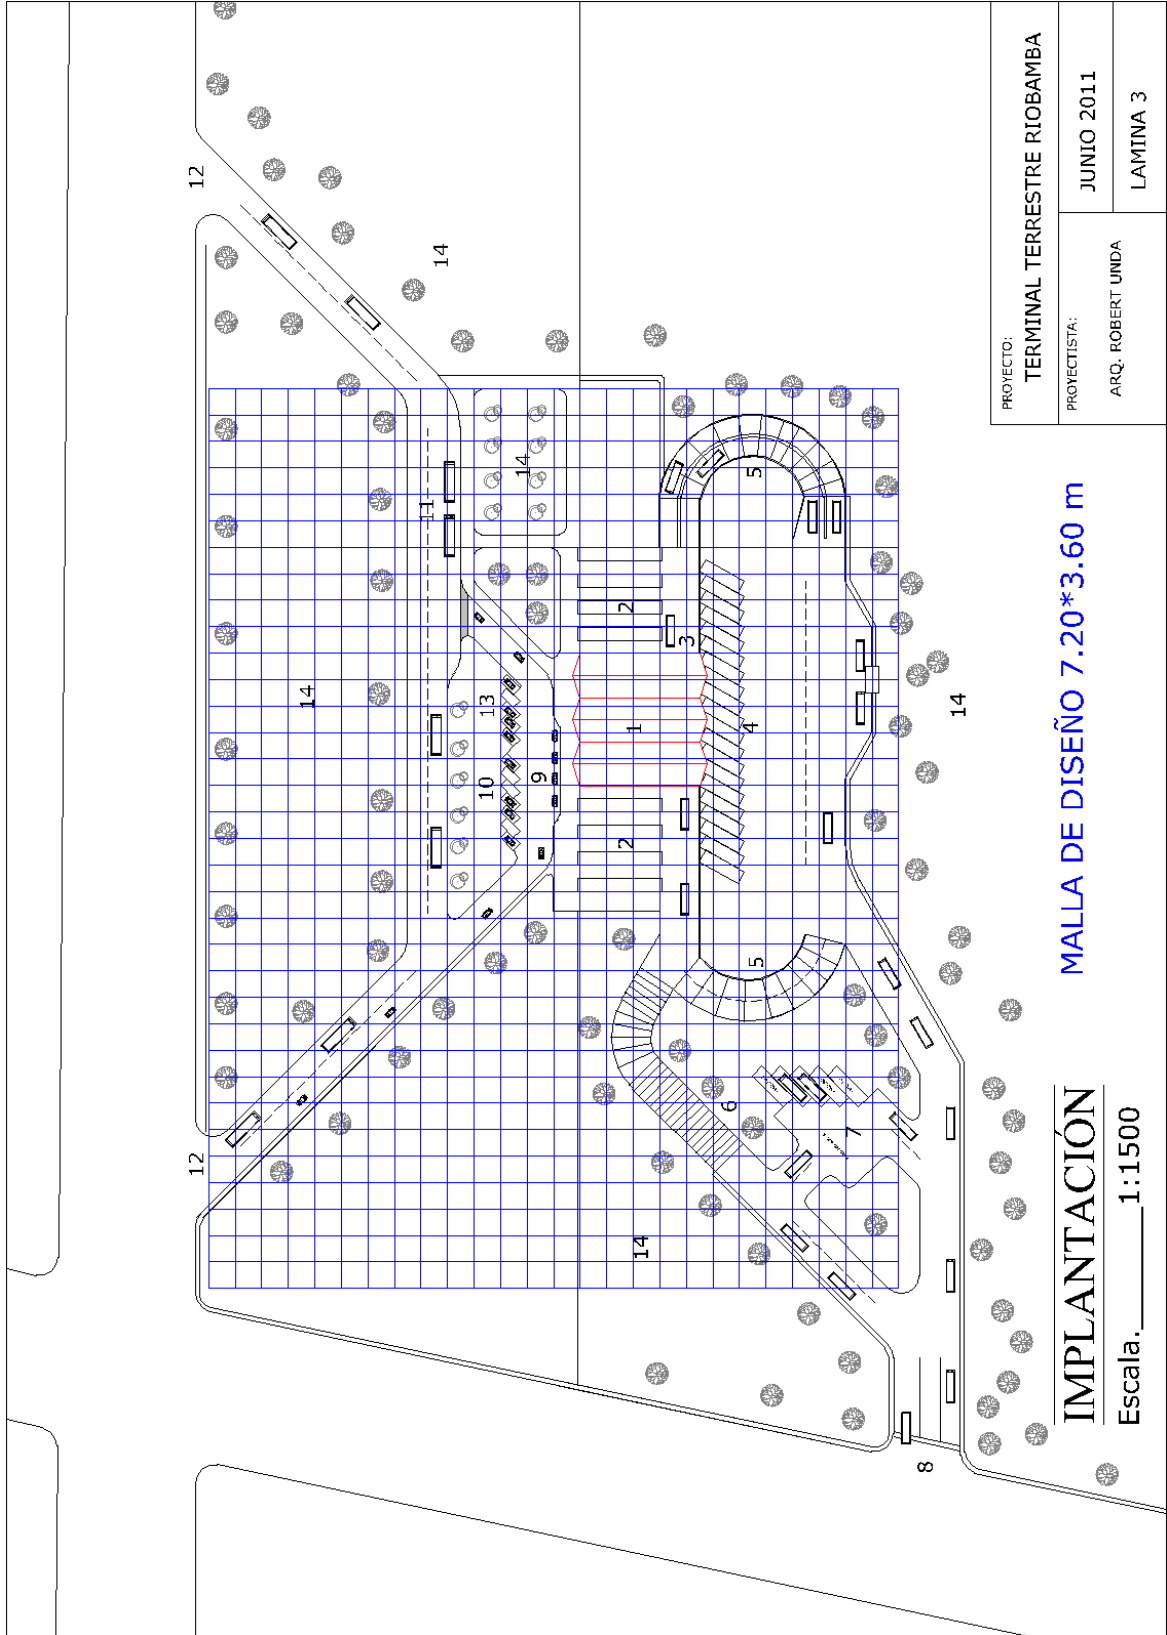 12
14
14
11
14
13
10
9
2
3
1
2
5
4
5
14
12
6
7
14
8
PROYECTO:
TERMINAL TERRESTRE RIOBAMBA
PROYECTISTA:
ARQ. ROBERT UNDA
JUNIO 2011
LAMINA 3
MALLA DE DISEÑO 7.20*3.60 m
IMPLANTACIÓN
Escala.______1:1500